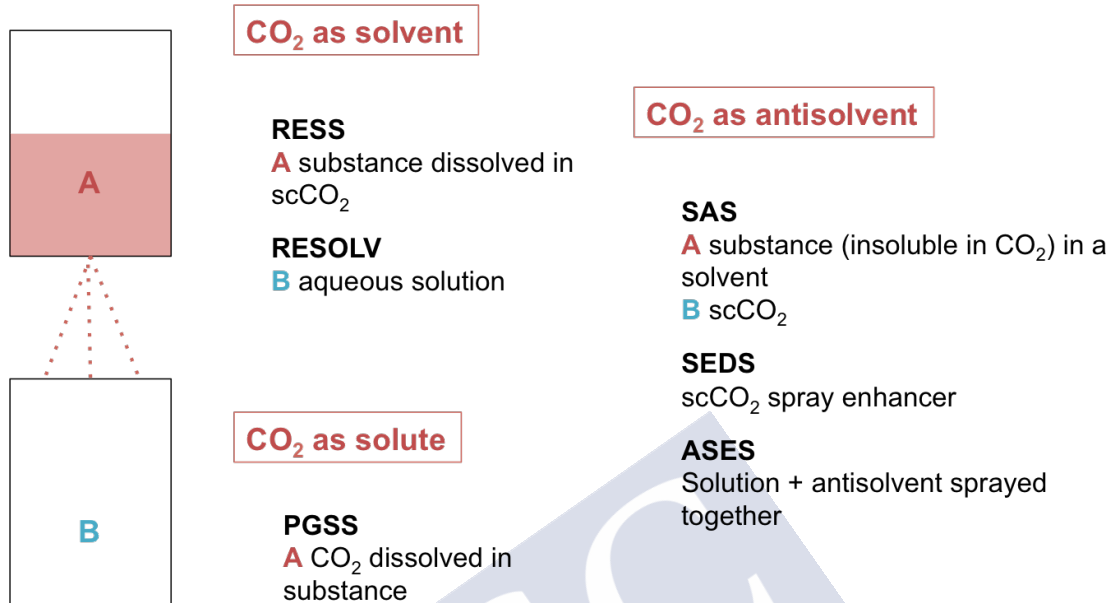 CO₂ as solvent
A
RESS
A substance dissolved in
scCO₂
RESOLV
B aqueous solution
CO₂ as antisolvent
SAS
A substance (insoluble in CO₂) in a
solvent
B scCO₂
SEDS
scCO₂ spray enhancer
ASES
Solution + antisolvent sprayed
together
CO₂ as solute
B
PGSS
A CO₂ dissolved in
substance